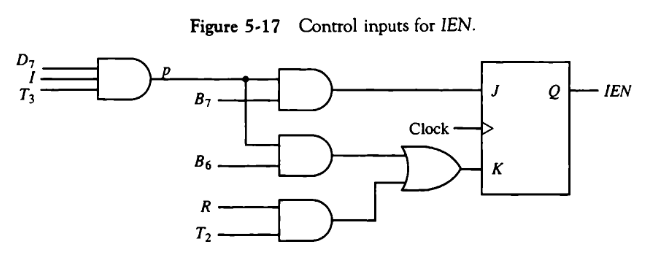 Figure 5-17 Control inputs for IEN.
D7
I
T3
p
B7
J
Q
IEN
Clock
B6
K
R
T2